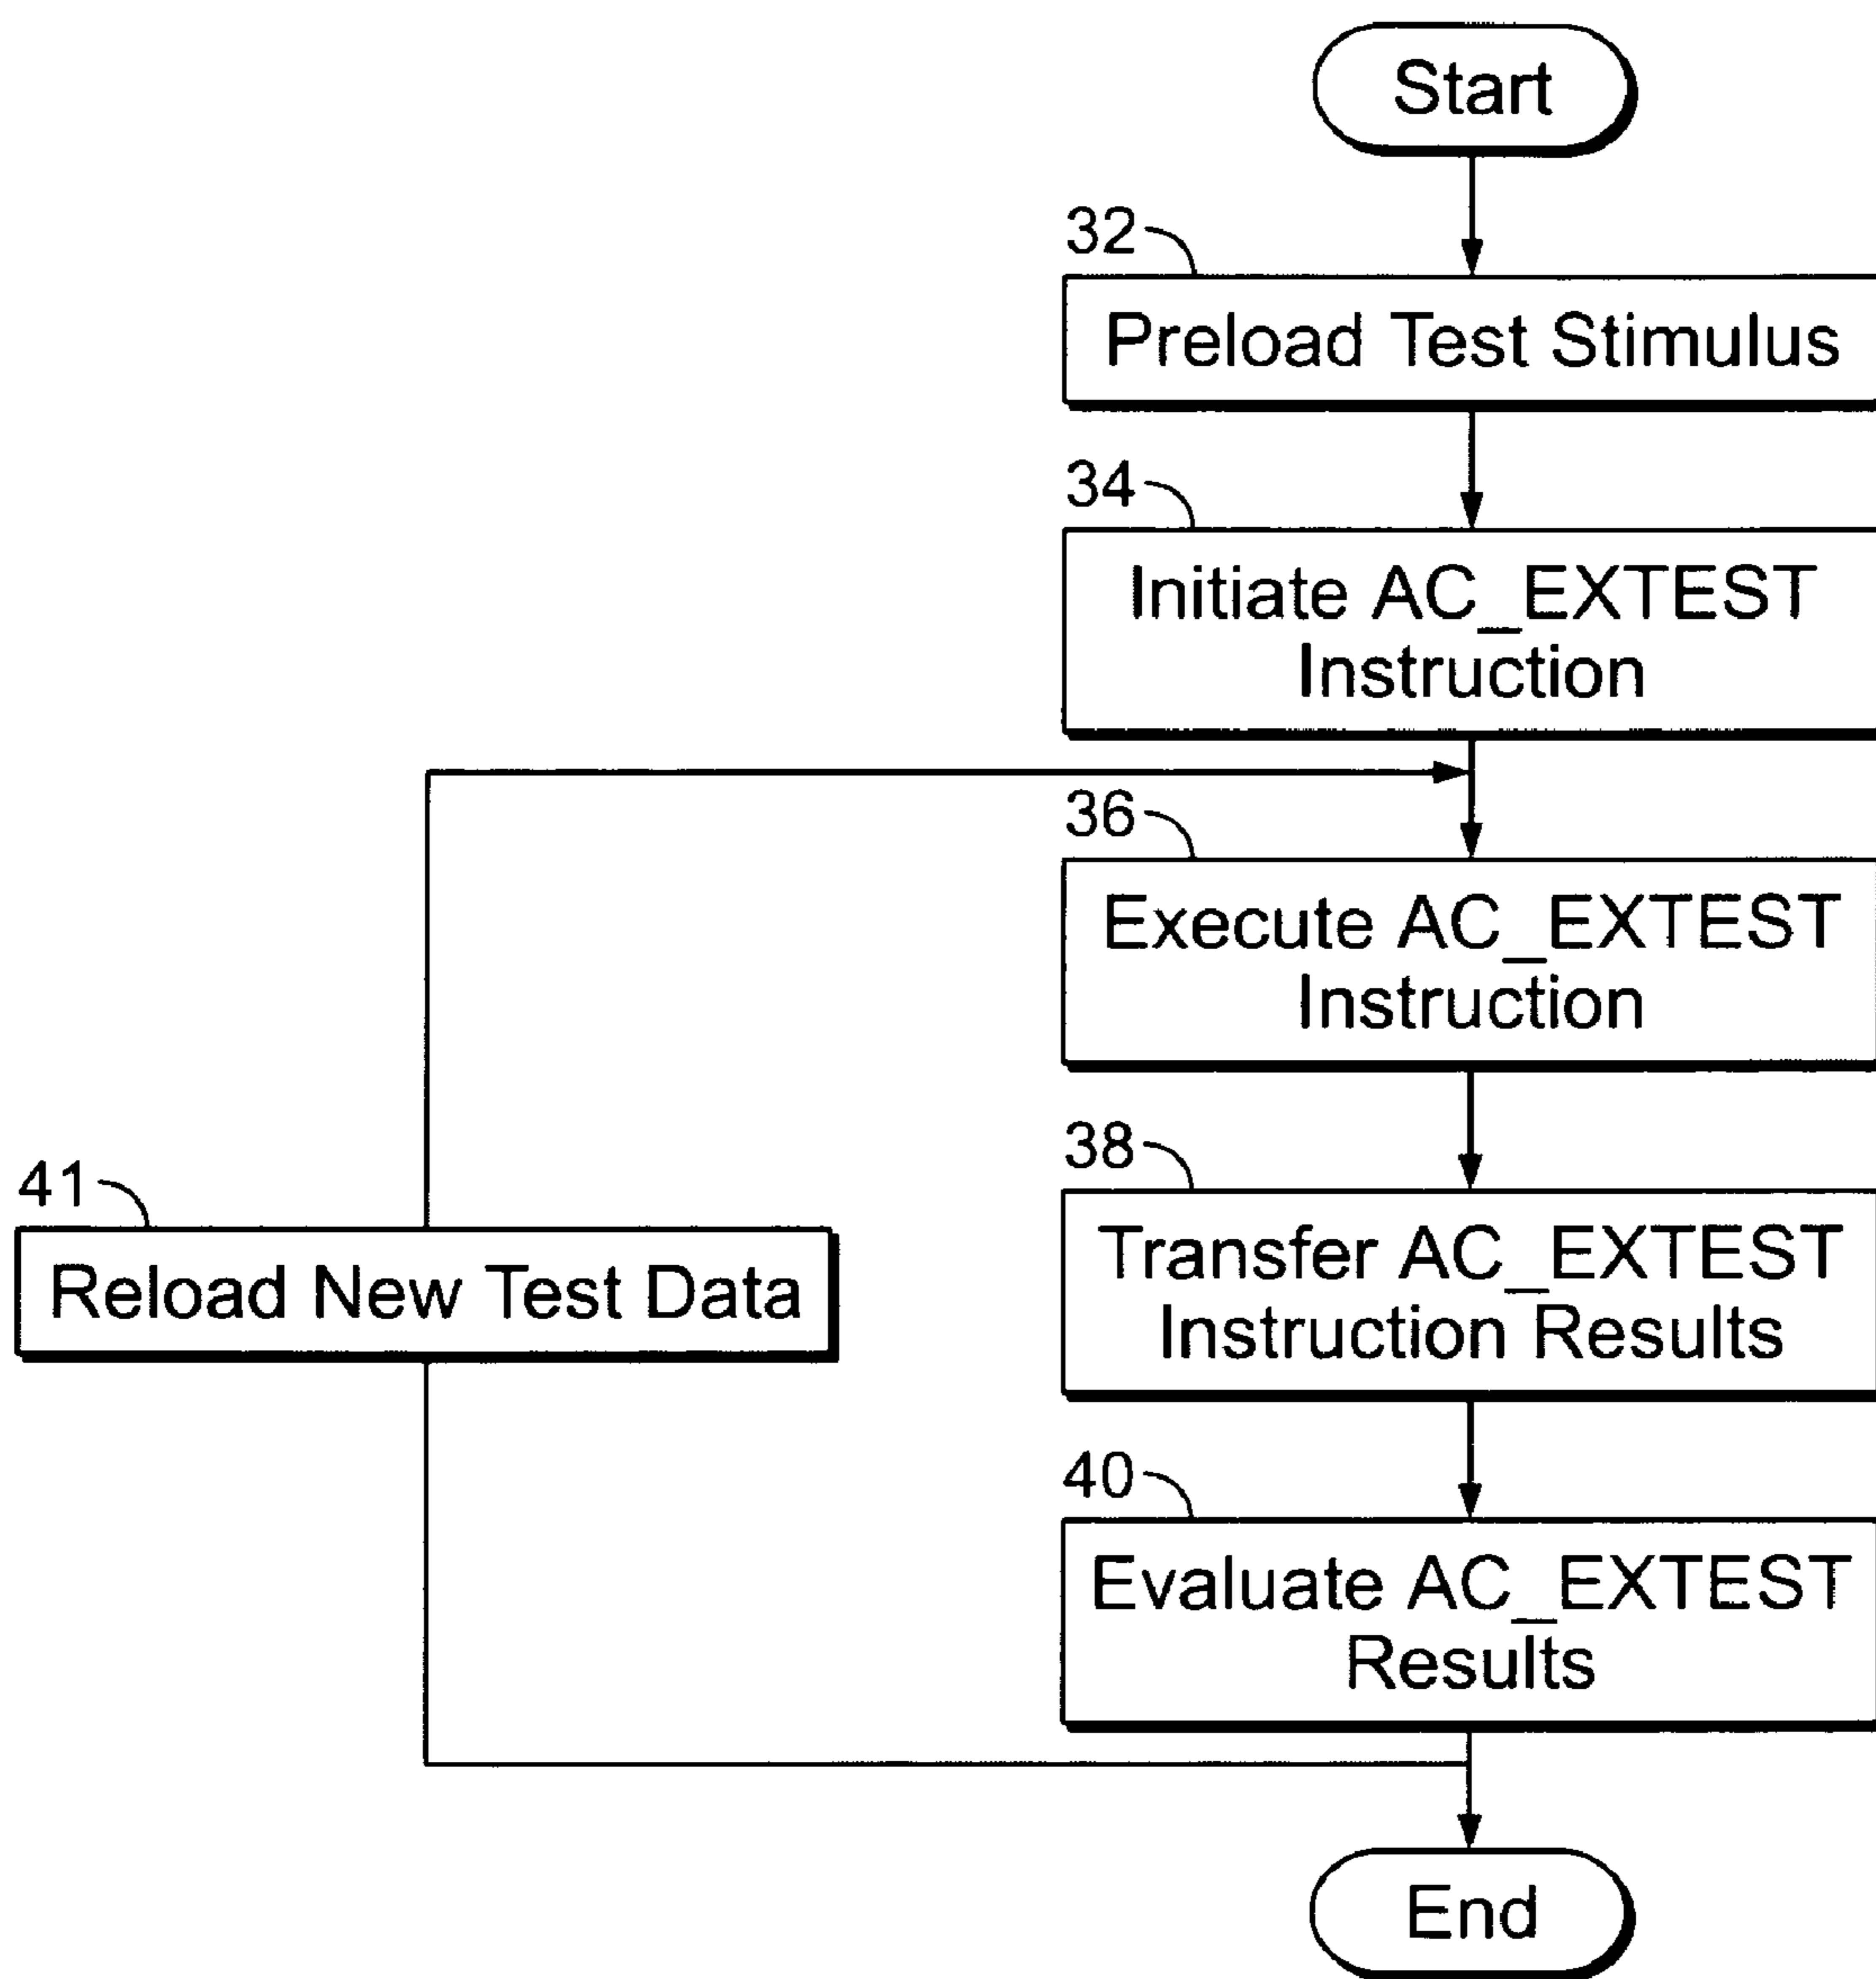 Start
32
Preload Test Stimulus
34
Initiate AC_EXTEST
Instruction
36
Execute AC_EXTEST
Instruction
38
Transfer AC_EXTEST
Instruction Results
41
Reload New Test Data
40
Evaluate AC_EXTEST
Results
End